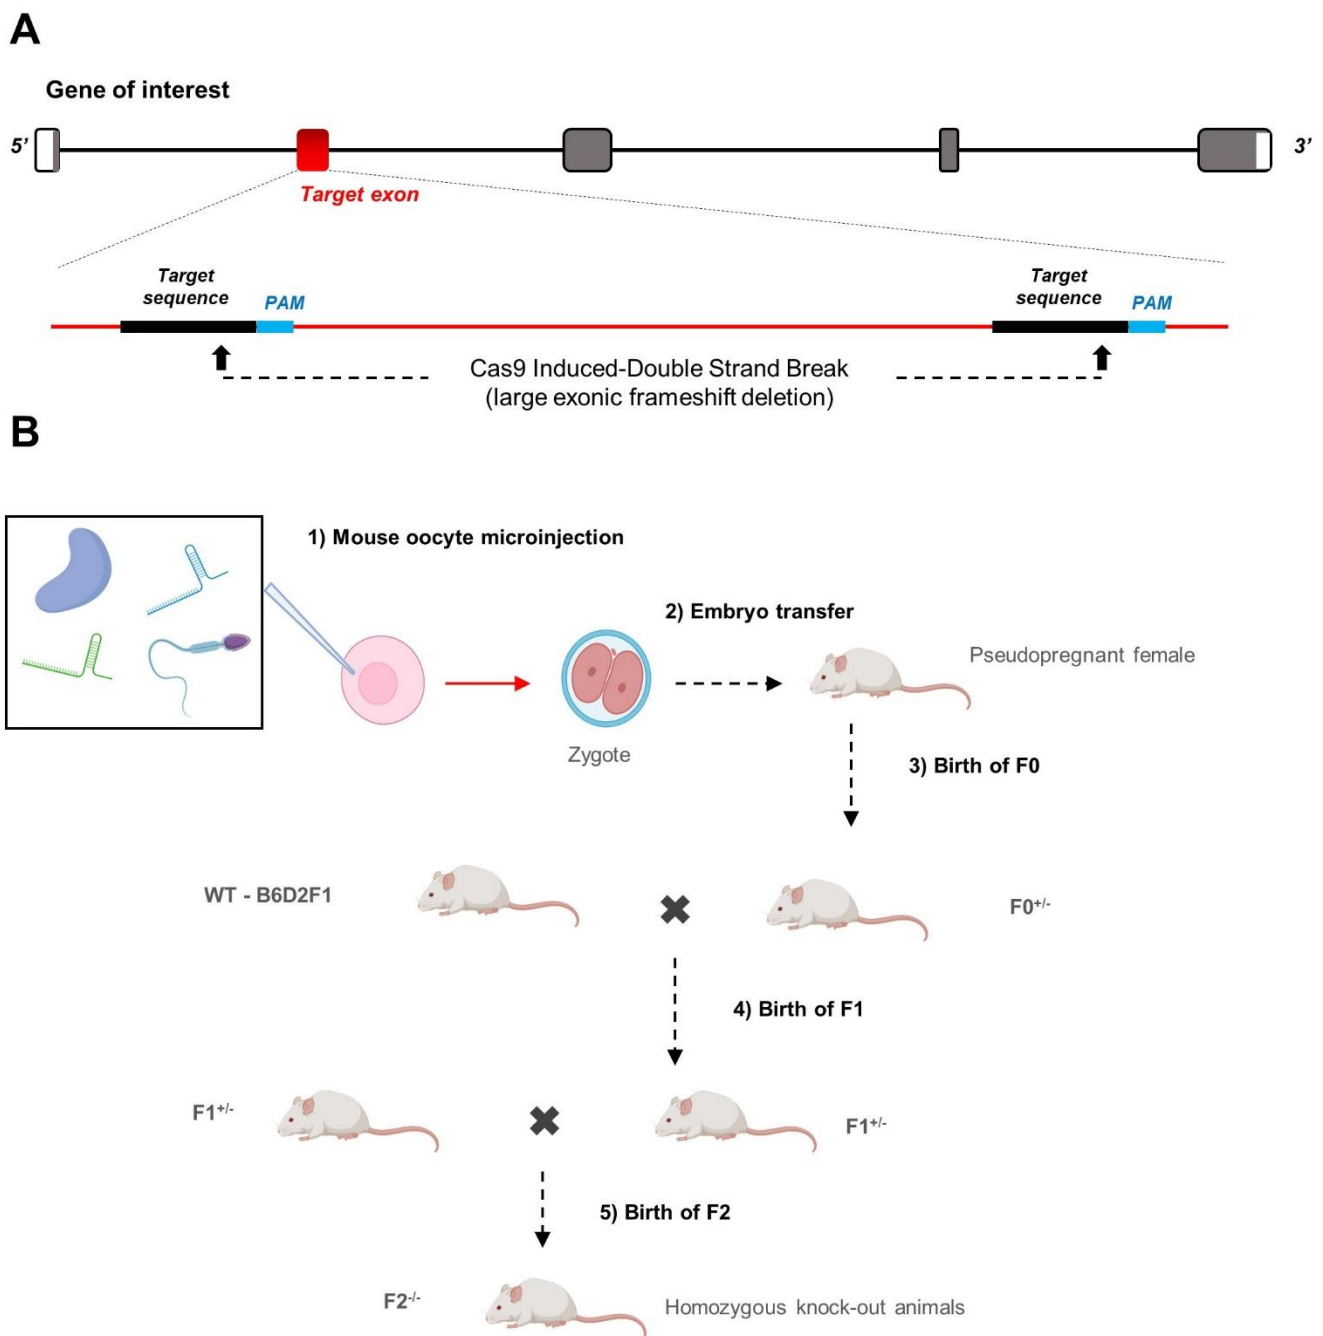 A
Gene of interest
5’
3’
Target exon
Target
sequence
PAM
Target
sequence
PAM
Cas9 Induced-Double Strand Break
(large exonic frameshift deletion)
B
1) Mouse oocyte microinjection
2) Embryo transfer
Pseudopregnant female
Zygote
3) Birth of F0
WT - B6D2F1
F0+/-
4) Birth of F1
F1+/-
F1+/-
5) Birth of F2
F2-/-
Homozygous knock-out animals